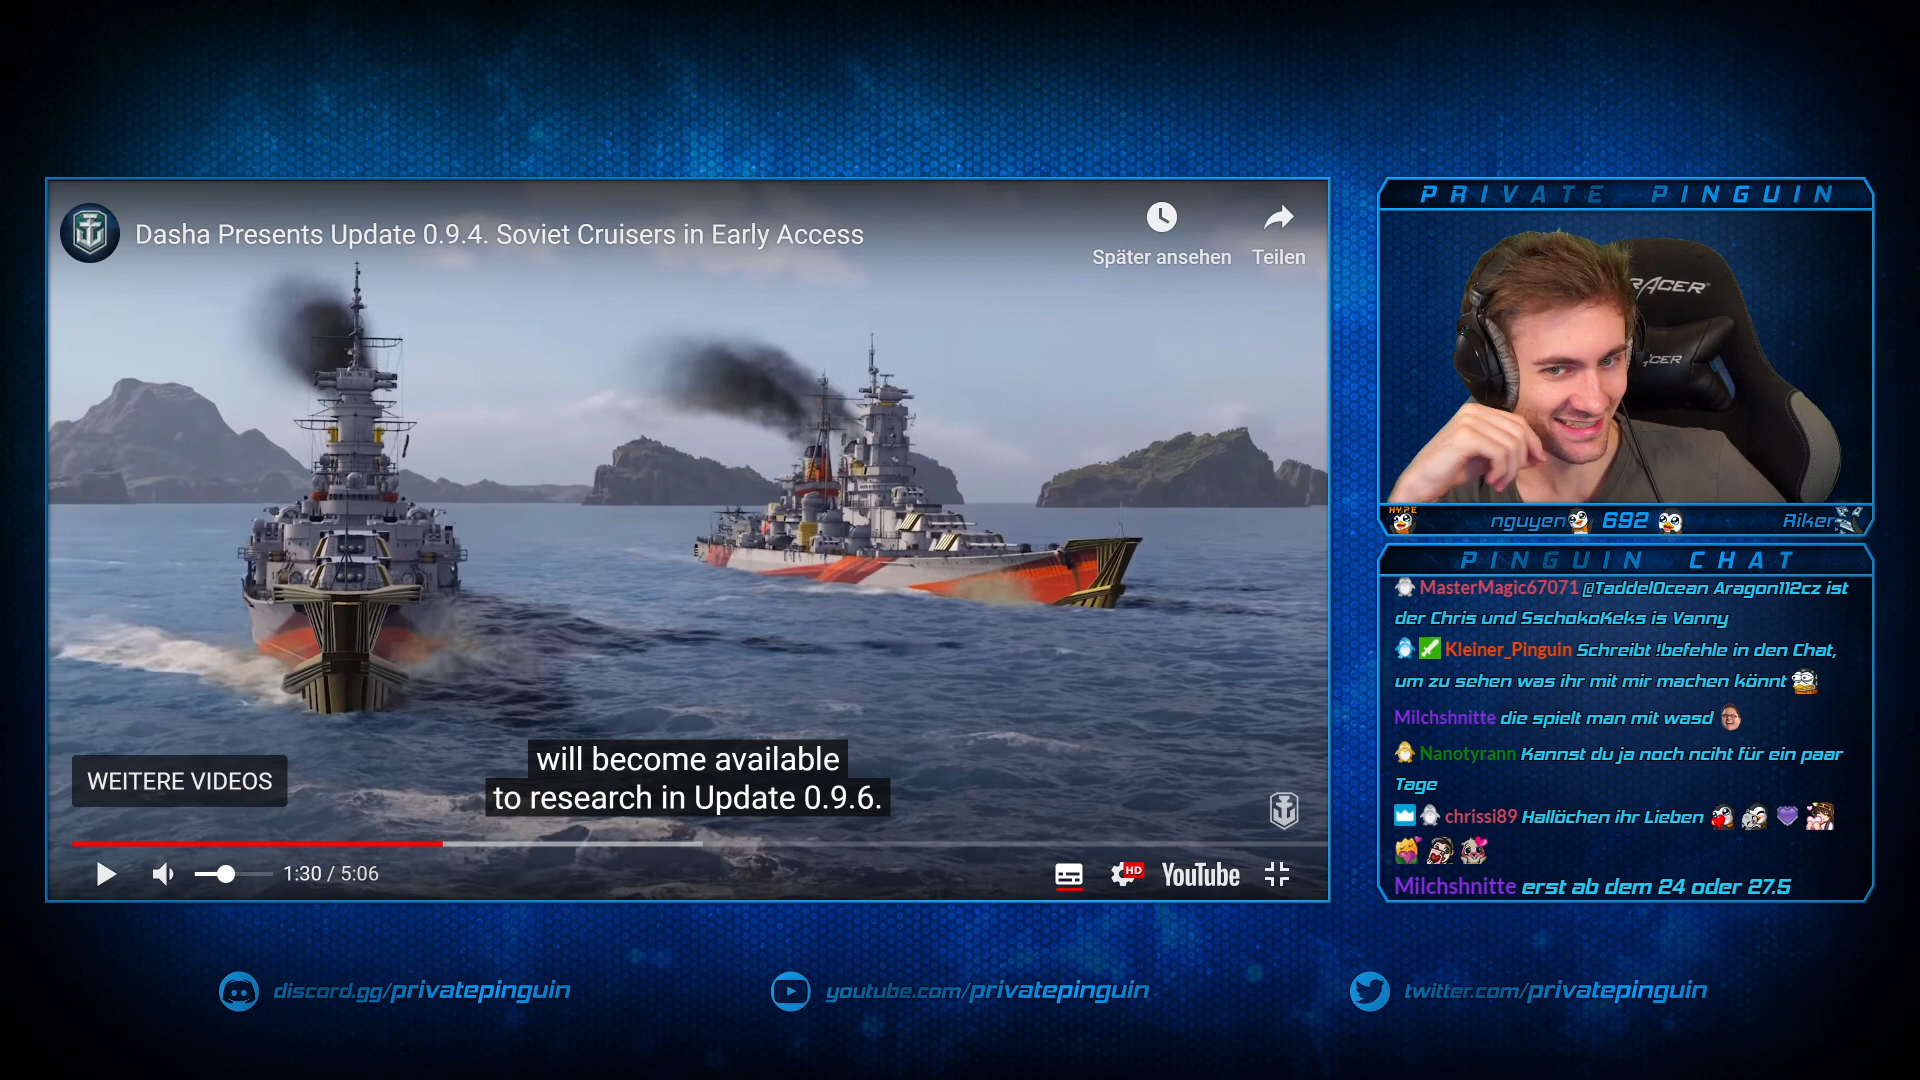 Dasha Presents Update 0.9.4. Soviet Cruisers in Early Access
Später ansehen
Teilen
will become available
to research in Update 0.9.6.
WEITERE VIDEOS
1:30 / 5:06
HD
YouTube
PRIVATE PINGUIN
RACER
ACER
HYPE
nguyen 692 Riker
PINGUIN CHAT
MasterMagic67071 @TaddelOcean Aragon112cz ist
der Chris und SschokoKeks is Vanny
Kleiner_Pinguin Schreibt !befehle in den Chat,
um zu sehen was ihr mit mir machen könnt
Milchshnitte die spielt man mit wasd
Nanotyrann Kannst du ja noch nciht für ein paar
Tage
chrissi89 Hallöchen ihr Lieben
Milchshnitte erst ab dem 24 oder 27.5
discord.gg/privatepinguin
youtube.com/privatepinguin
twitter.com/privatepinguin